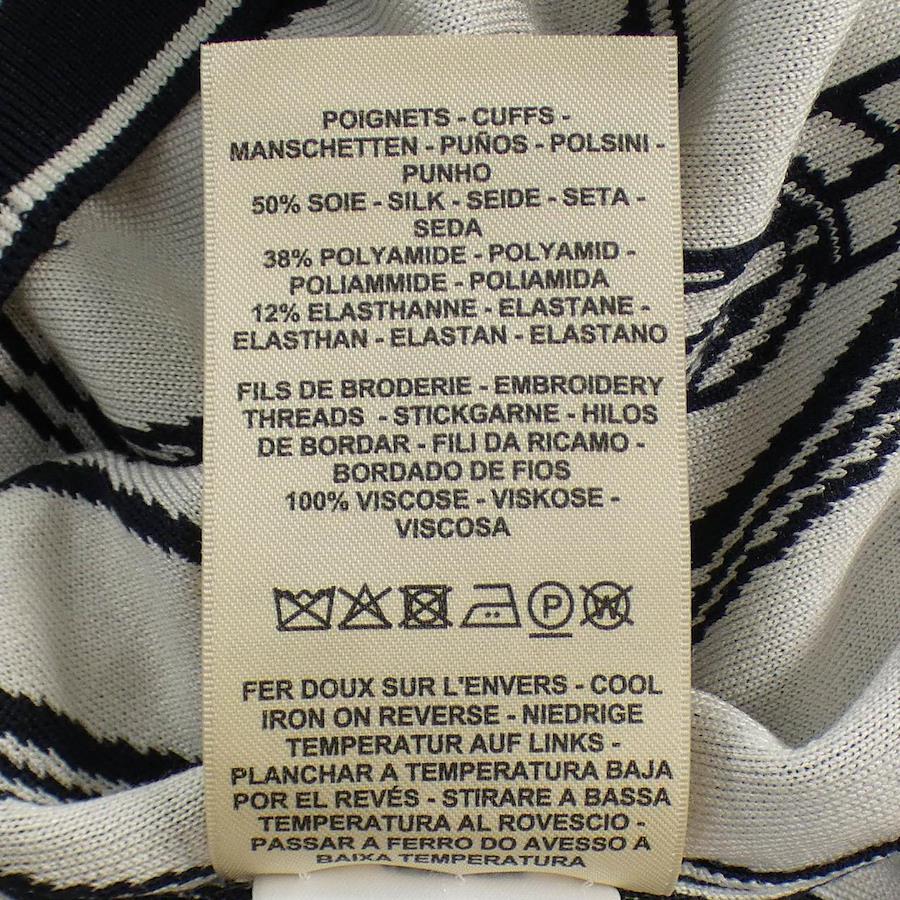 POIGNETS - CUFFS -
MANSCHETTEN - PUÑOS - POLSINI -
PUNHO
50% SOIE - SILK - SEIDE - SETA -
SEDA
38% POLYAMIDE - POLYAMID -
POLIAMMIDE - POLIAMIDA
12% ELASTHANNE - ELASTANE -
ELASTHAN - ELASTAN - ELASTANO
FILS DE BRODERIE - EMBROIDERY
THREADS - STICKGARNE - HILOS
DE BORDAR - FILI DA RICAMO -
BORDADO DE FIOS
100% VISCOSE - VISKOSE -
VISCOSA
P W
FER DOUX SUR L'ENVERS - COOL
IRON ON REVERSE - NIEDRIGE
TEMPERATUR AUF LINKS -
PLANCHAR A TEMPERATURA BAJA
POR EL REVÉS - STIRARE A BASSA
TEMPERATURA AL ROVESCIO -
PASSAR A FERRO DO AVESSO A
BAIXA TEMPERATURA